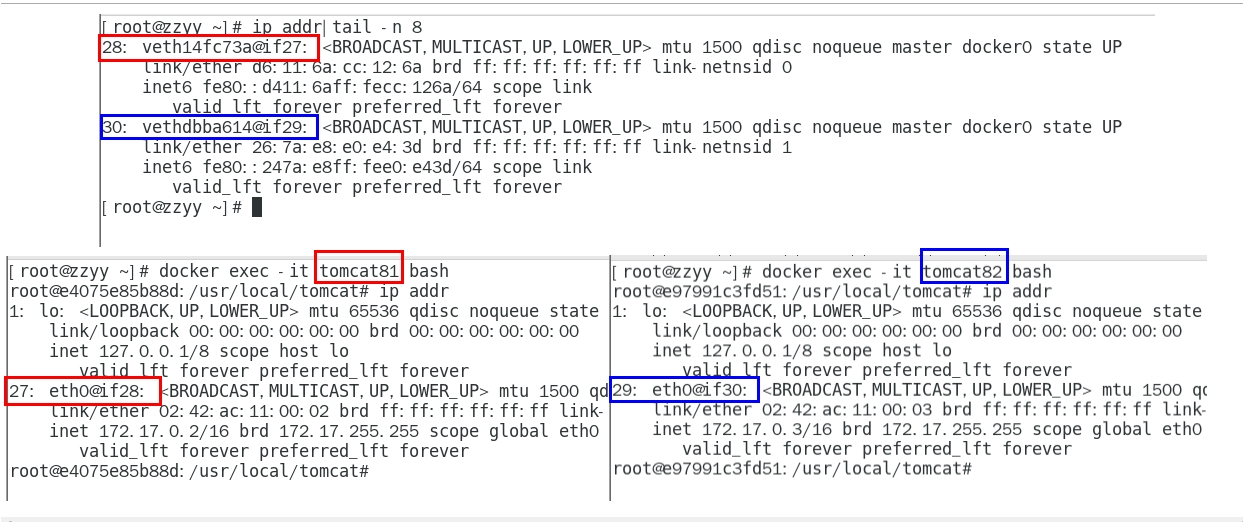 [root@zzyy ~]# ip addr|tail -n 8
28: veth14fc73a@if27: <BROADCAST,MULTICAST,UP,LOWER_UP> mtu 1500 qdisc noqueue master docker0 state UP
link/ether d6:11:6a:cc:12:6a brd ff:ff:ff:ff:ff:ff link-netnsid 0
inet6 fe80::d411:6aff:fecc:126a/64 scope link
valid_lft forever preferred_lft forever
30: vethdbba614@if29: <BROADCAST,MULTICAST,UP,LOWER_UP> mtu 1500 qdisc noqueue master docker0 state UP
link/ether 26:7a:e8:e0:e4:3d brd ff:ff:ff:ff:ff:ff link-netnsid 1
inet6 fe80::247a:e8ff:fee0:e43d/64 scope link
valid_lft forever preferred_lft forever
[root@zzyy ~]#
[root@zzyy ~]# docker exec -it tomcat81 bash
root@e4075e85b88d:/usr/local/tomcat# ip addr
1: lo: <LOOPBACK,UP,LOWER_UP> mtu 65536 qdisc noqueue state
link/loopback 00:00:00:00:00:00 brd 00:00:00:00:00:00
inet 127.0.0.1/8 scope host lo
valid_lft forever preferred_lft forever
27: eth0@if28: <BROADCAST,MULTICAST,UP,LOWER_UP> mtu 1500 qd
link/ether 02:42:ac:11:00:02 brd ff:ff:ff:ff:ff:ff link-
inet 172.17.0.2/16 brd 172.17.255.255 scope global eth0
valid_lft forever preferred_lft forever
root@e4075e85b88d:/usr/local/tomcat#
[root@zzyy ~]# docker exec -it tomcat82 bash
root@e97991c3fd51:/usr/local/tomcat# ip addr
1: lo: <LOOPBACK,UP,LOWER_UP> mtu 65536 qdisc noqueue state
link/loopback 00:00:00:00:00:00 brd 00:00:00:00:00:00
inet 127.0.0.1/8 scope host lo
valid_lft forever preferred_lft forever
29: eth0@if30: <BROADCAST,MULTICAST,UP,LOWER_UP> mtu 1500 qd
link/ether 02:42:ac:11:00:03 brd ff:ff:ff:ff:ff:ff link-
inet 172.17.0.3/16 brd 172.17.255.255 scope global eth0
valid_lft forever preferred_lft forever
root@e97991c3fd51:/usr/local/tomcat#